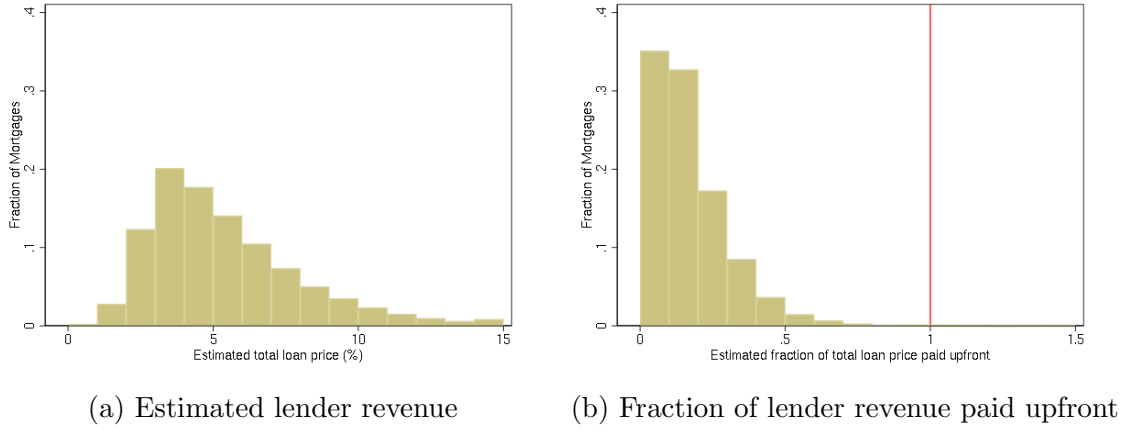 .4
.3
.2
.1
0
Fraction of Mortgages
0 5 10 15
Estimated total loan price (%)
(a) Estimated lender revenue
.4
.3
.2
.1
0
Fraction of Mortgages
0 .5 1 1.5
Estimated fraction of total loan price paid upfront
(b) Fraction of lender revenue paid upfront